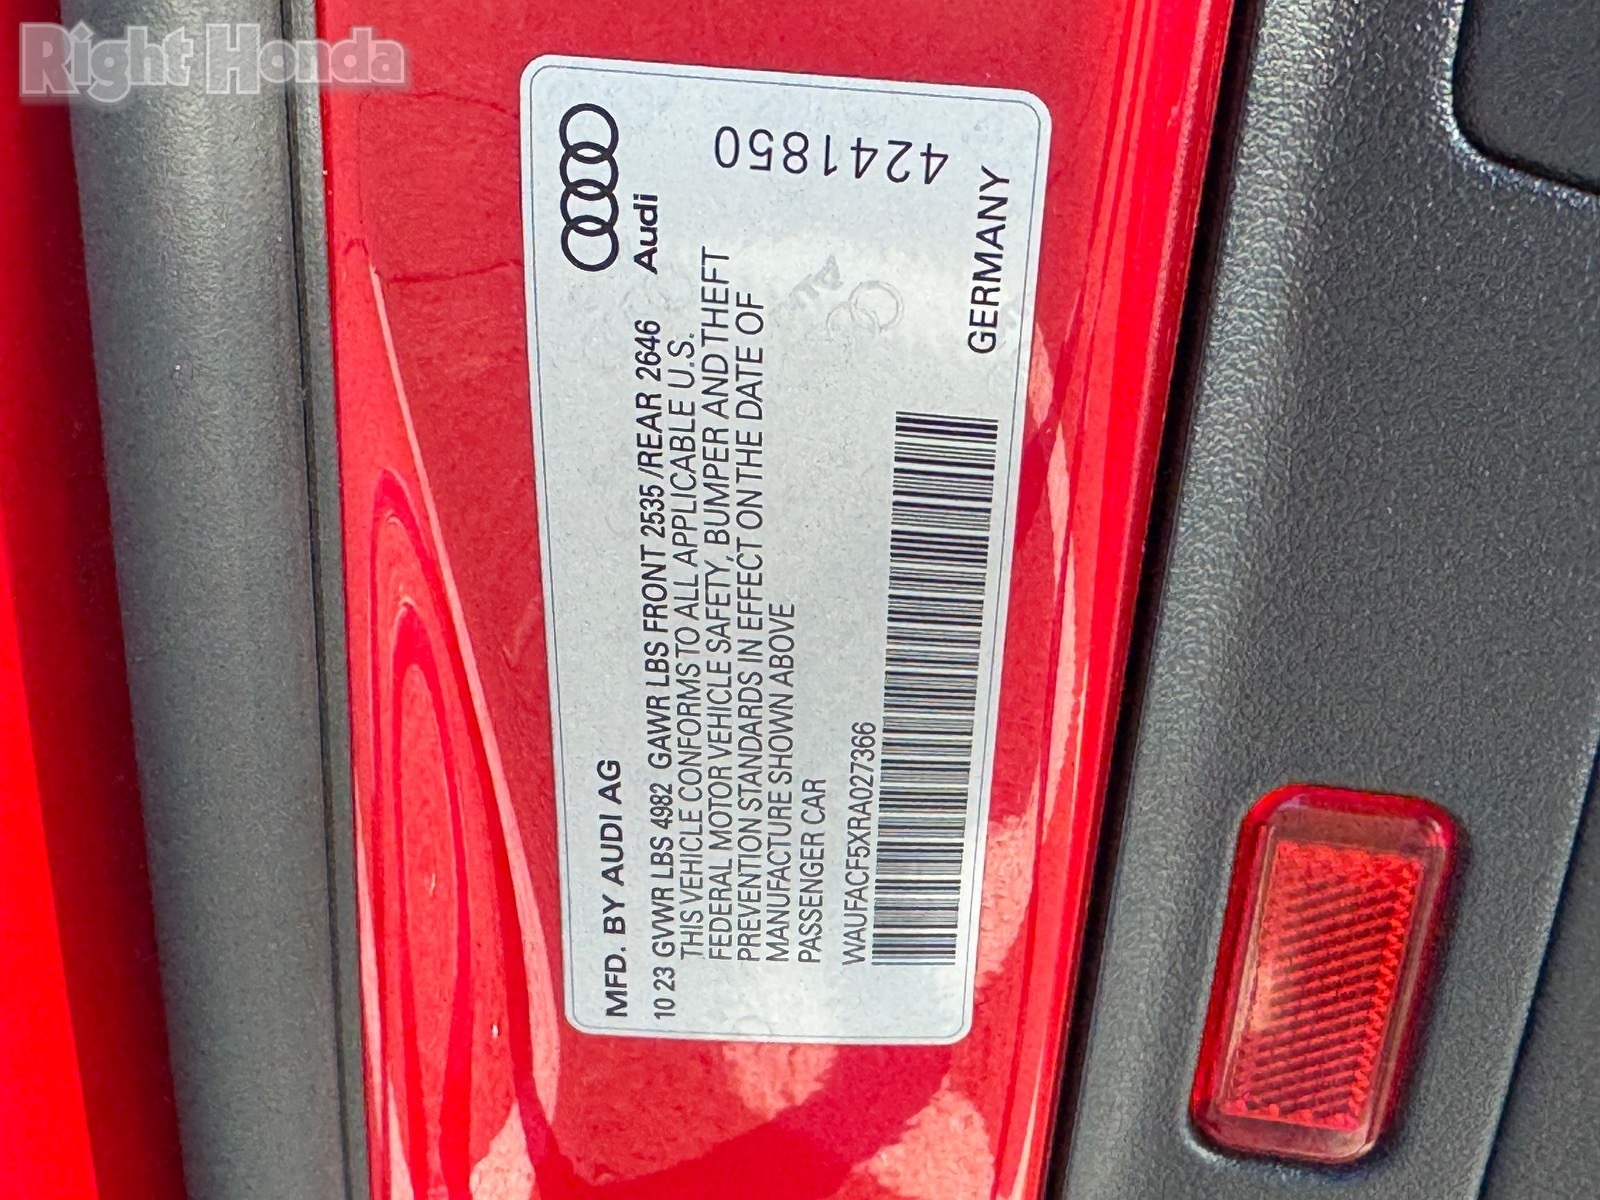 Right Honda
MFD. BY AUDI AG
Audi
10 23 GVWR LBS 4982 GAWR LBS FRONT 2535 /REAR 2646
THIS VEHICLE CONFORMS TO ALL APPLICABLE U.S.
FEDERAL MOTOR VEHICLE SAFETY, BUMPER AND THEFT
PREVENTION STANDARDS IN EFFECT ON THE DATE OF
MANUFACTURE SHOWN ABOVE
PASSENGER CAR
WAUFACF5XRA027366
GERMANY
4241850